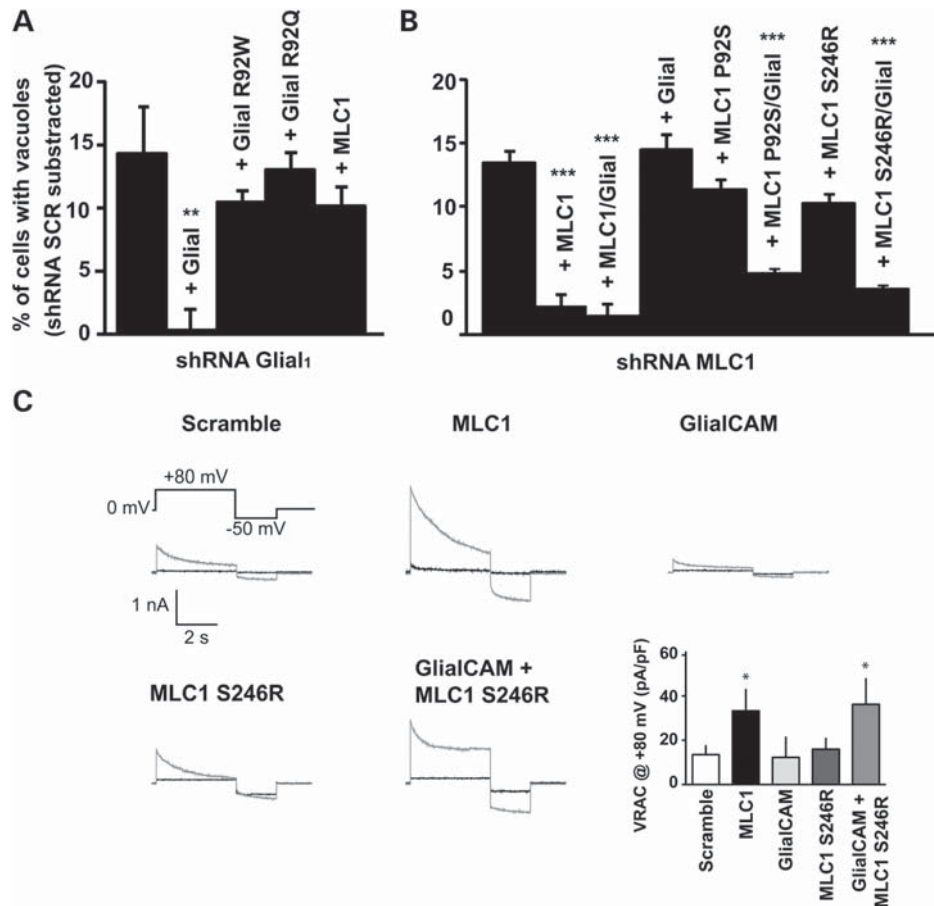 A
% of cells with vacuoles
(shRNA SCR substracted)
20
15
10
5
0
+ Glial **
+ Glial R92W
+ Glial R92Q
+ MLC1
shRNA Glial1
B
20
15
10
5
0
+ MLC1 ***
+ MLC1/Glial ***
+ Glial
+ MLC1 P92S
+ MLC1 P92S/Glial ***
+ MLC1 S246R
+ MLC1 S246R/Glial ***
shRNA MLC1
C
Scramble
MLC1
GlialCAM
+80 mV
0 mV
-50 mV
1 nA
2 s
MLC1 S246R
GlialCAM +
MLC1 S246R
VRAC @ +80 mV (pA/pF)
60
40
20
0
*
*
Scramble
MLC1
GlialCAM
MLC1 S246R
GlialCAM +
MLC1 S246R